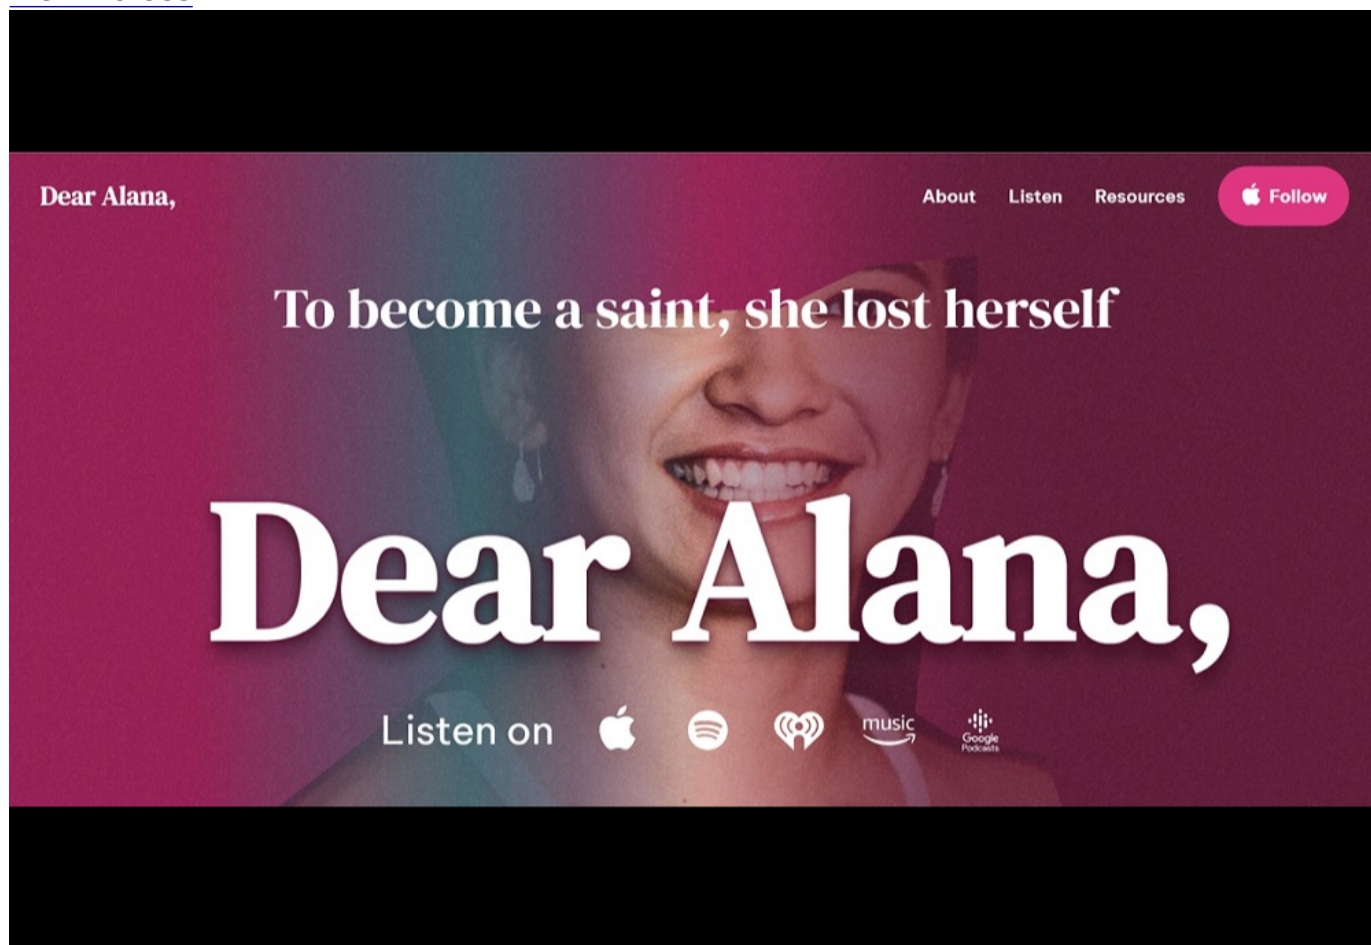 Dear Alana,
About Listen Resources Follow
To become a saint, she lost herself
Dear Alana,
Listen on
music
Google
Podcasts